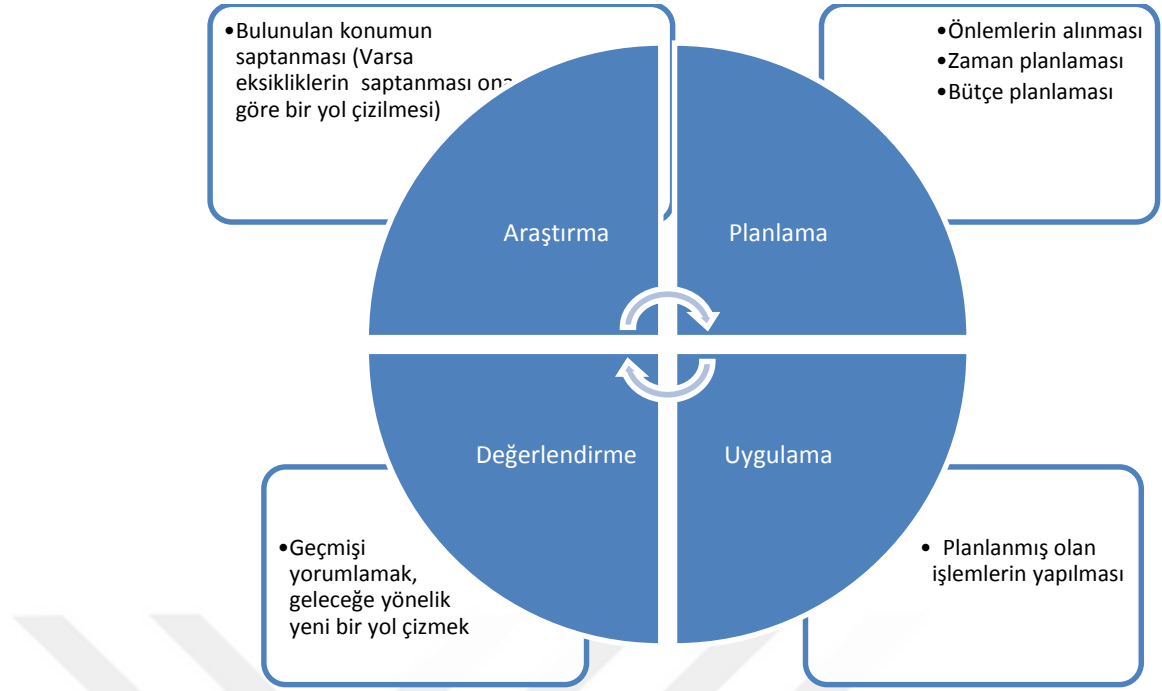 •Bulunulan konumun
saptanması (Varsa
eksikliklerin saptanması ona
göre bir yol çizilmesi)
•Önlemlerin alınması
•Zaman planlaması
•Bütçe planlaması
Araştırma
Planlama
Değerlendirme
Uygulama
•Geçmişi
yorumlamak,
geleceğe yönelik
yeni bir yol çizmek
• Planlanmış olan
işlemlerin yapılması